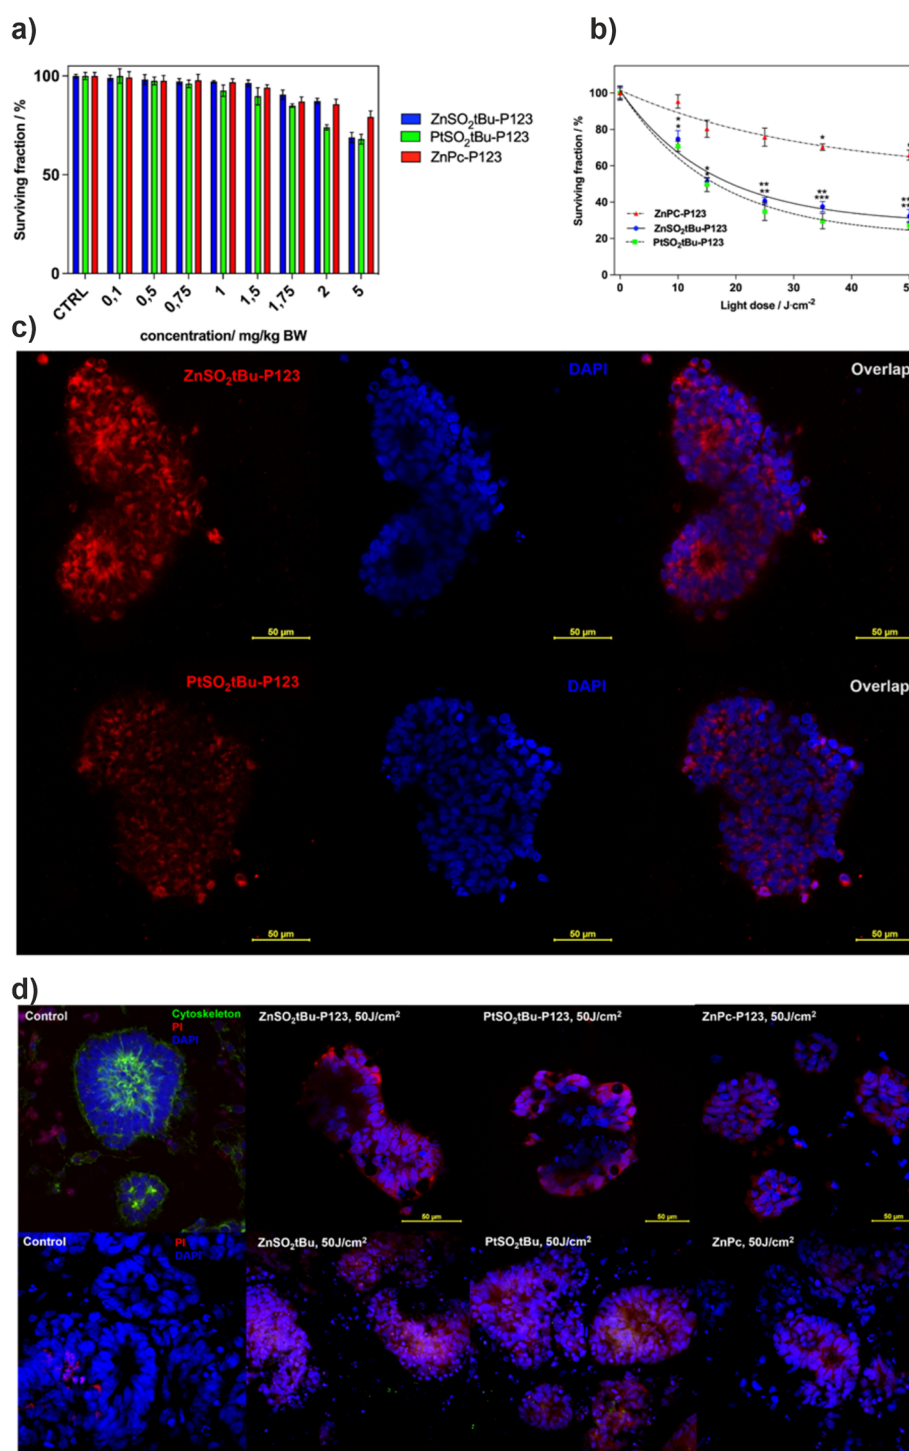 a)
b)
Surviving fraction / %
100
50
0
CTRL
0,1
0,5
0,75
1
1,5
1,75
2
5
concentration/ mg/kg BW
ZnSO₂tBu-P123
PtSO₂tBu-P123
ZnPc-P123
Surviving fraction / %
100
80
60
40
20
0
*
*
*
*
**
**
*
**
***
ZnPC-P123
ZnSO₂tBu-P123
PtSO₂tBu-P123
0
10
20
30
40
Light dose / J·cm⁻²
c)
ZnSO₂tBu-P123
DAPI
Overlap
50 µm
50 µm
50 µm
PtSO₂tBu-P123
DAPI
Overlap
50 µm
50 µm
50 µm
d)
Control
Cytoskeleton
PI
DAPI
ZnSO₂tBu-P123, 50J/cm²
PtSO₂tBu-P123, 50J/cm²
ZnPc-P123, 50J/cm²
50 µm
50 µm
Control
PI
DAPI
ZnSO₂tBu, 50J/cm²
PtSO₂tBu, 50J/cm²
ZnPc, 50J/cm²